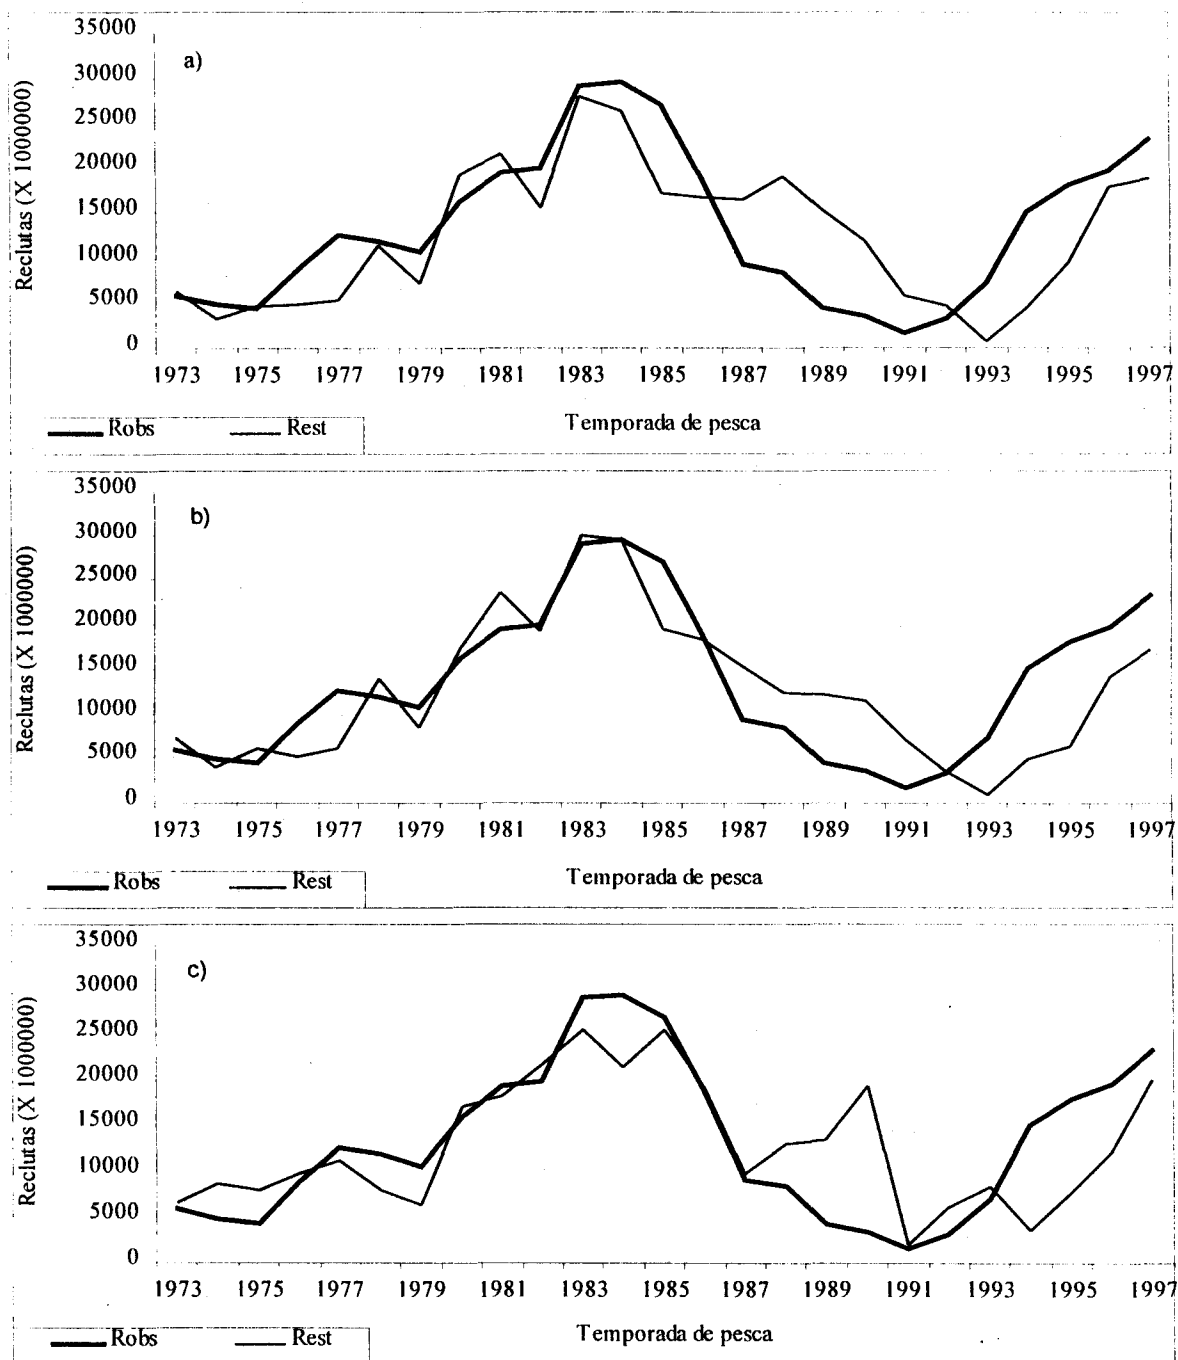 a)
Reclutas (X 1000000)
35000
30000
25000
20000
15000
10000
5000
0
1973 1975 1977 1979 1981 1983 1985 1987 1989 1991 1993 1995 1997
Temporada de pesca
Robs Rest
b)
Reclutas (X 1000000)
35000
30000
25000
20000
15000
10000
5000
0
1973 1975 1977 1979 1981 1983 1985 1987 1989 1991 1993 1995 1997
Temporada de pesca
Robs Rest
c)
Reclutas (X 1000000)
35000
30000
25000
20000
15000
10000
5000
0
1973 1975 1977 1979 1981 1983 1985 1987 1989 1991 1993 1995 1997
Temporada de pesca
Robs Rest